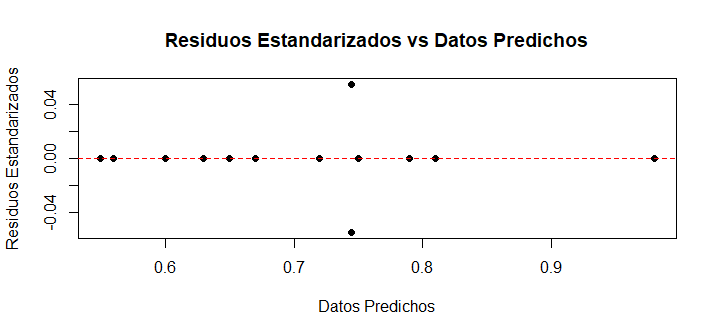 Residuos Estandarizados vs Datos Predichos
Residuos Estandarizados
0.04
0.00
-0.04
0.6 0.7 0.8 0.9
Datos Predichos